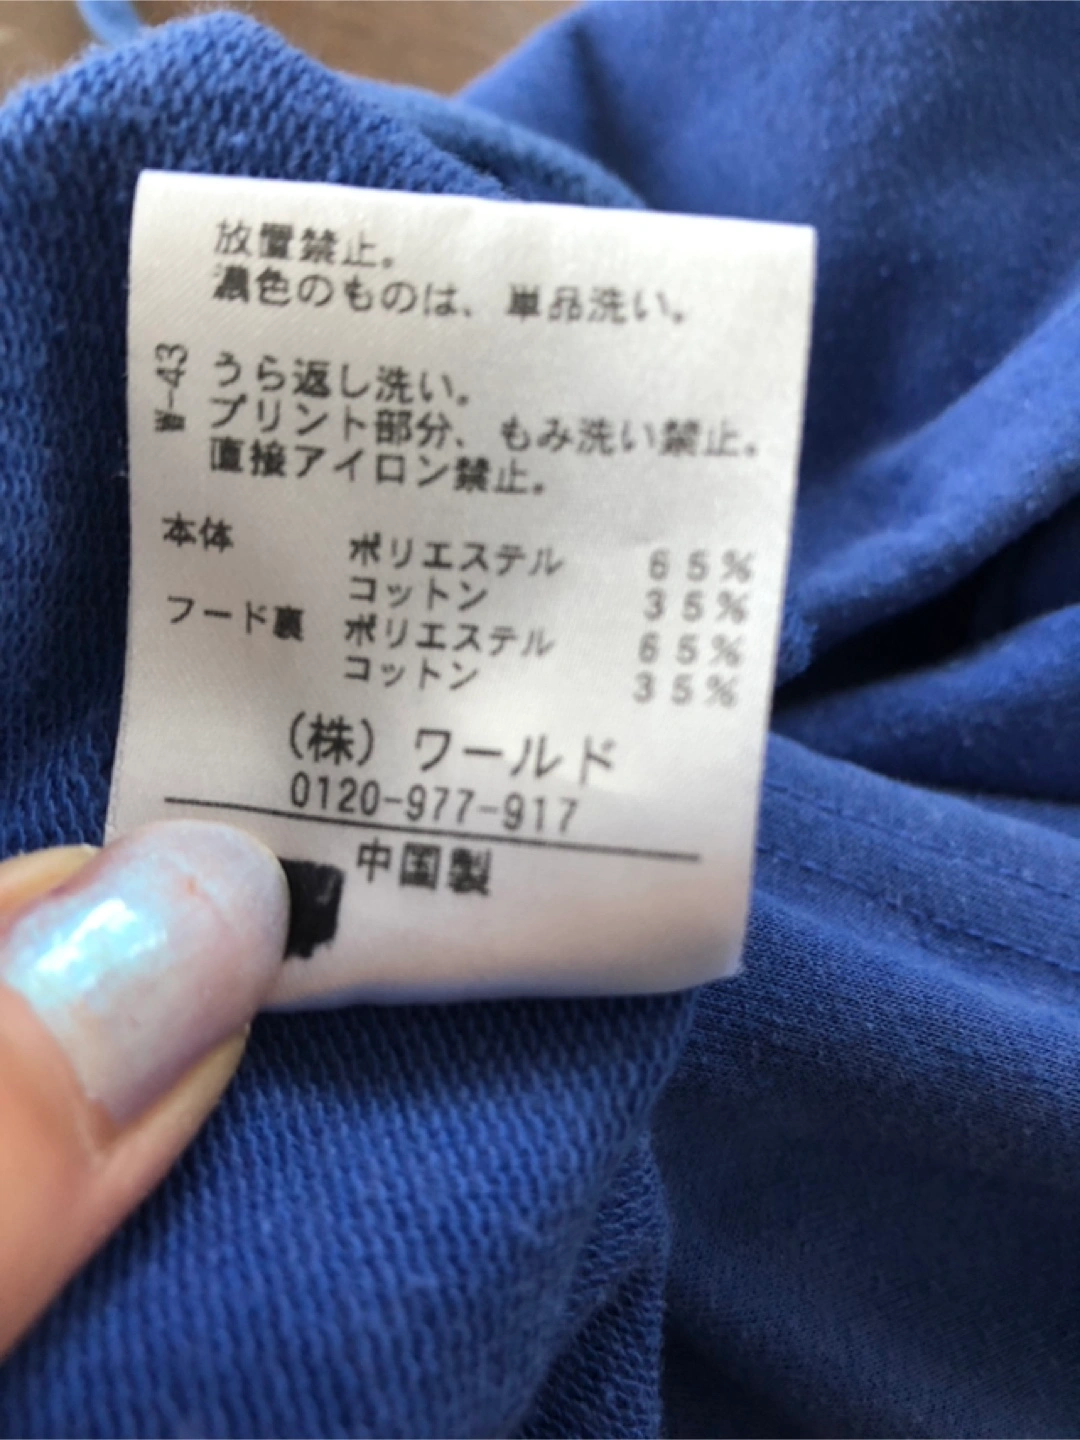 放置禁止。
濃色のものは、単品洗い。
W-43
うら返し洗い。
プリント部分、もみ洗い禁止。
直接アイロン禁止。
本体 ポリエステル 65%
コットン 35%
フード裏 ポリエステル 65%
コットン 35%
(株) ワールド
0120-977-917
中国製